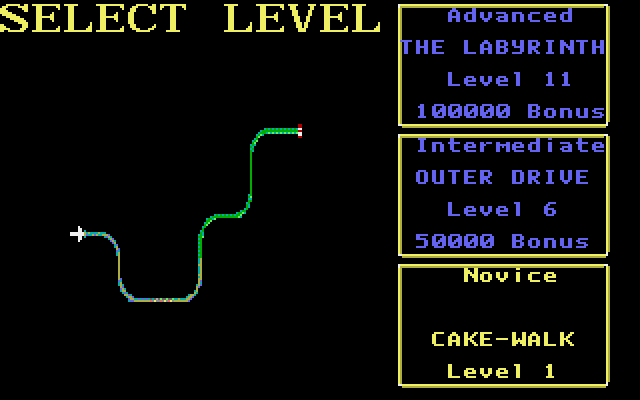 SELECT LEVEL
Advanced
THE LABYRINTH
Level 11
100000 Bonus
Intermediate
OUTER DRIVE
Level 6
50000 Bonus
Novice
CAKE-WALK
Level 1